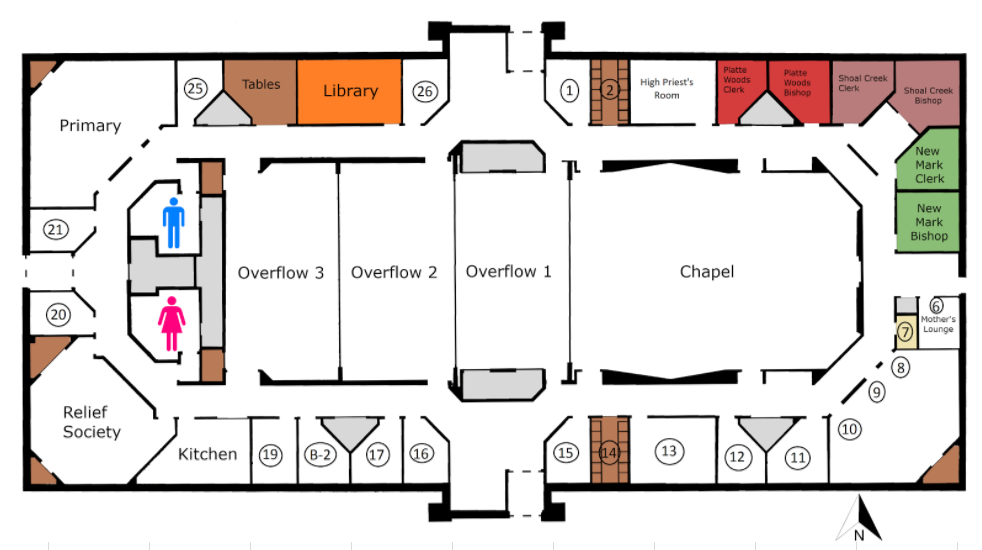 25
Tables
Library
26
1
2
High Priest's
Room
Platte
Woods
Clerk
Platte
Woods
Bishop
Shoal Creek
Clerk
Shoal Creek
Bishop
Primary
New
Mark
Clerk
21
New
Mark
Bishop
Overflow 3
Overflow 2
Overflow 1
Chapel
20
6
Mother's
Lounge
7
8
9
10
Relief
Society
Kitchen
19
B-2
17
16
15
14
13
12
11
N